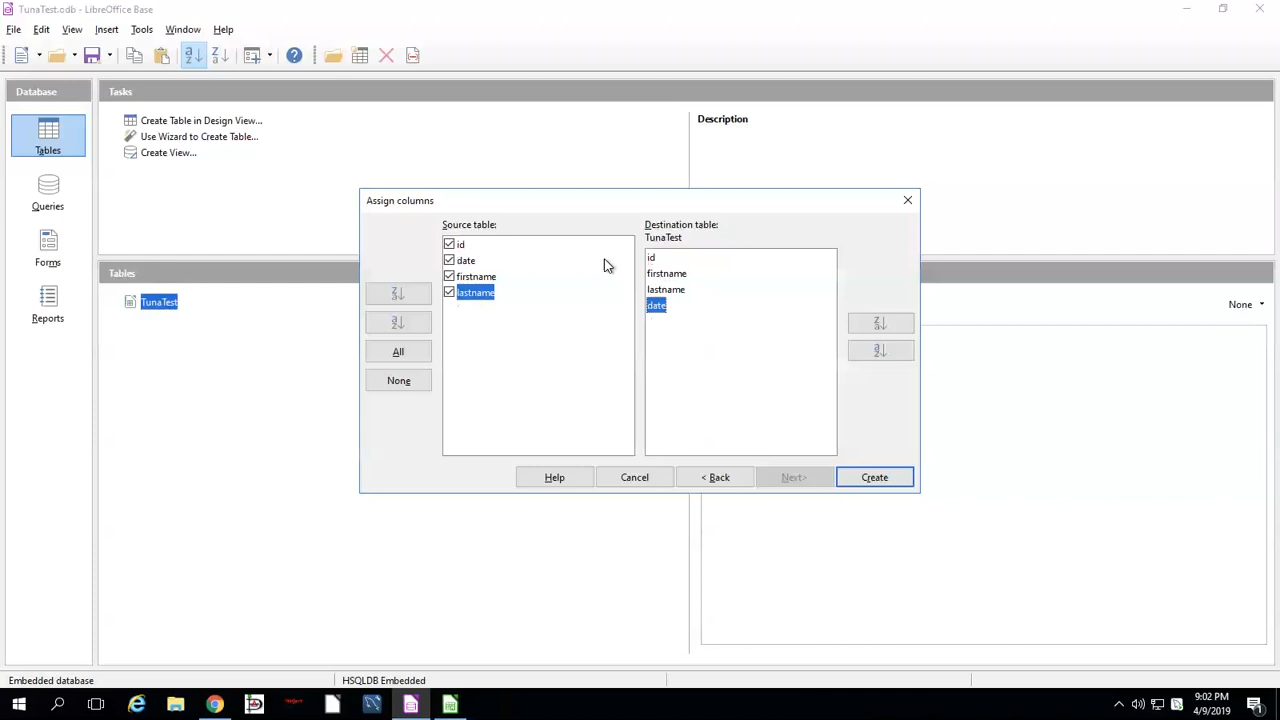 TunaTest.odb - LibreOffice Base
File Edit View Insert Tools Window Help
Database
Tables
Queries
Forms
Reports
Tasks
Create Table in Design View...
Use Wizard to Create Table...
Create View...
Description
Tables
TunaTest
None
Assign columns
Source table:
id
date
firstname
lastname
All
None
Destination table:
TunaTest
id
firstname
lastname
date
Help
Cancel
< Back
Next>
Create
Embedded database
HSQLDB Embedded
9:02 PM
4/9/2019